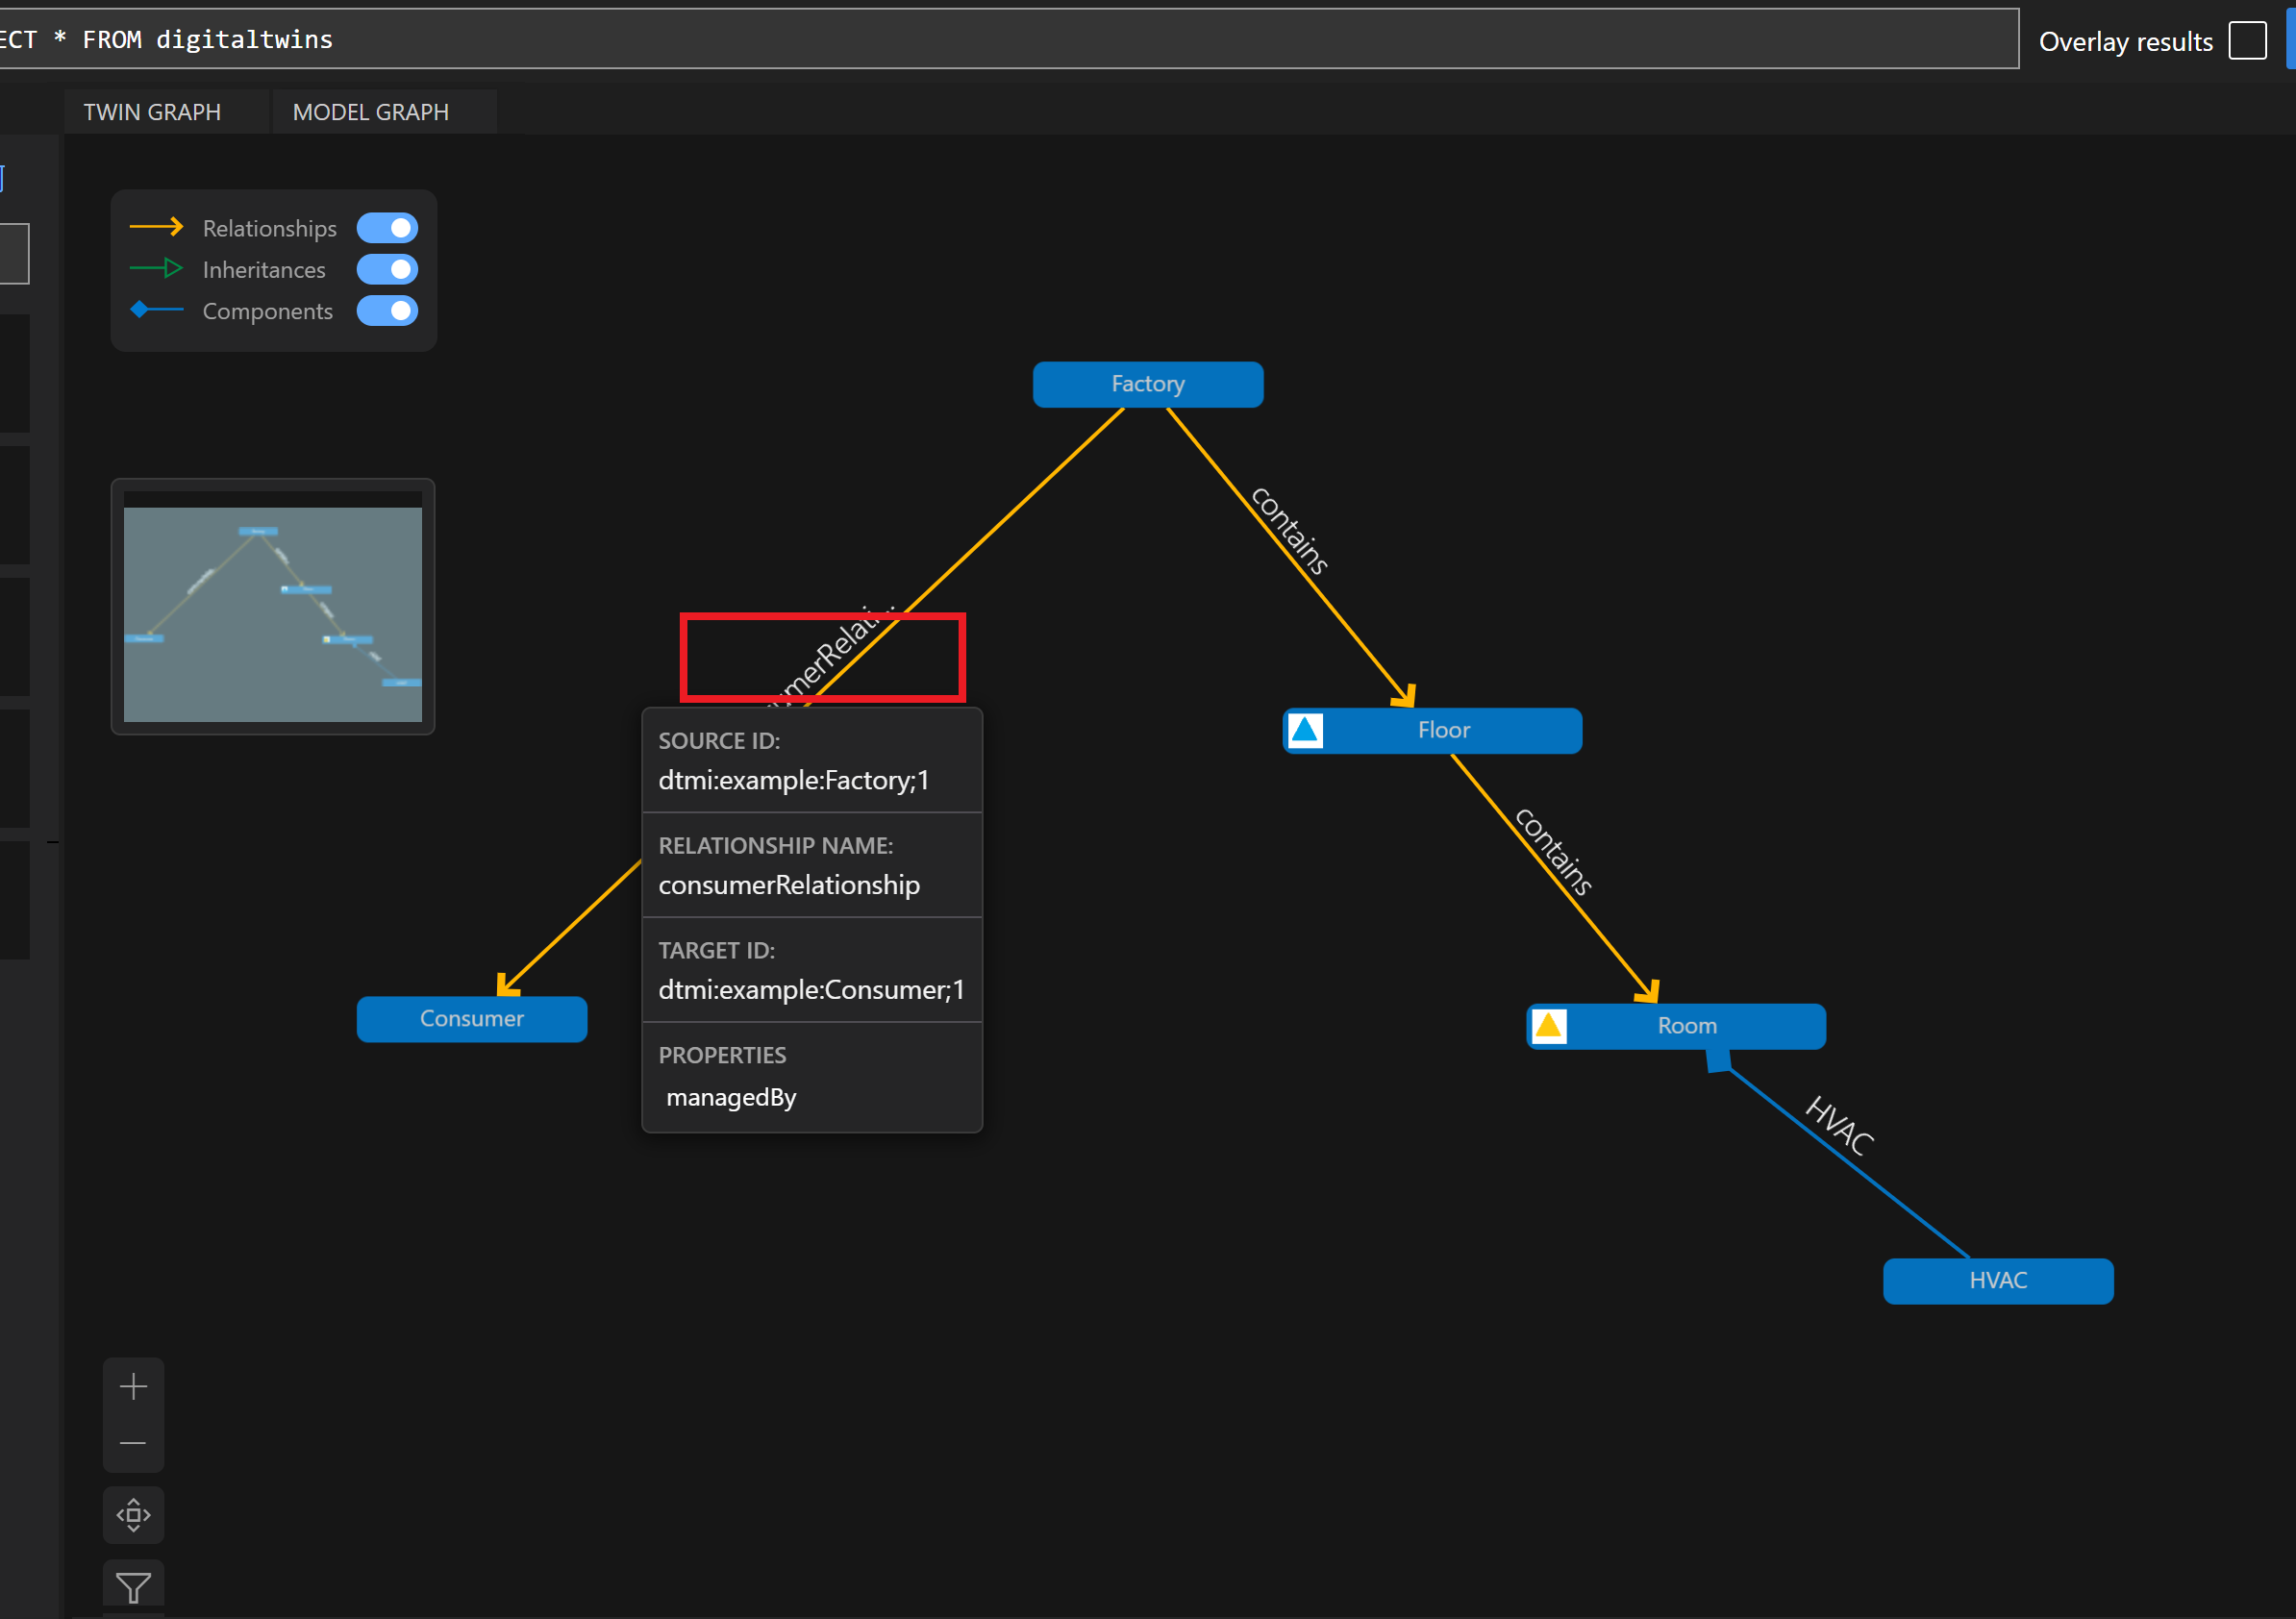 ECT * FROM digitaltwins
Overlay results
TWIN GRAPH
MODEL GRAPH
Relationships
Inheritances
Components
Factory
contains
umerRelati...
Floor
SOURCE ID:
dtmi:example:Factory;1
RELATIONSHIP NAME:
consumerRelationship
contains
TARGET ID:
dtmi:example:Consumer;1
Consumer
Room
PROPERTIES
managedBy
HVAC
HVAC